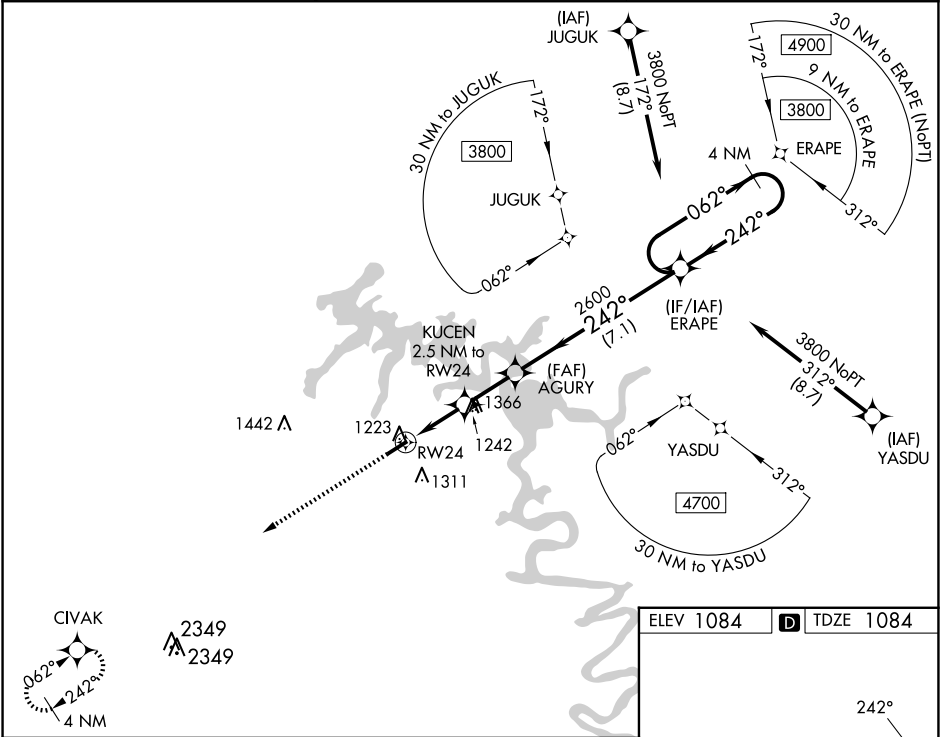 (IAF)
JUGUK
3800 NoPT
172°
(8.7)
30 NM to JUGUK
3800
172°
JUGUK
062°
30 NM to ERAPE (NoPT)
4900
172°
9 NM to ERAPE
3800
ERAPE
312°
4 NM
062°
242°
(IF/IAF)
ERAPE
2600
242°
(7.1)
KUCEN
2.5 NM to
RW24
(FAF)
AGURY
1366
1242
1442
1223
RW24
1311
3800 NoPT
312°
(8.7)
(IAF)
YASDU
062°
YASDU
312°
4700
30 NM to YASDU
CIVAK
062°
242°
4 NM
2349
2349
ELEV 1084 D TDZE 1084
242°